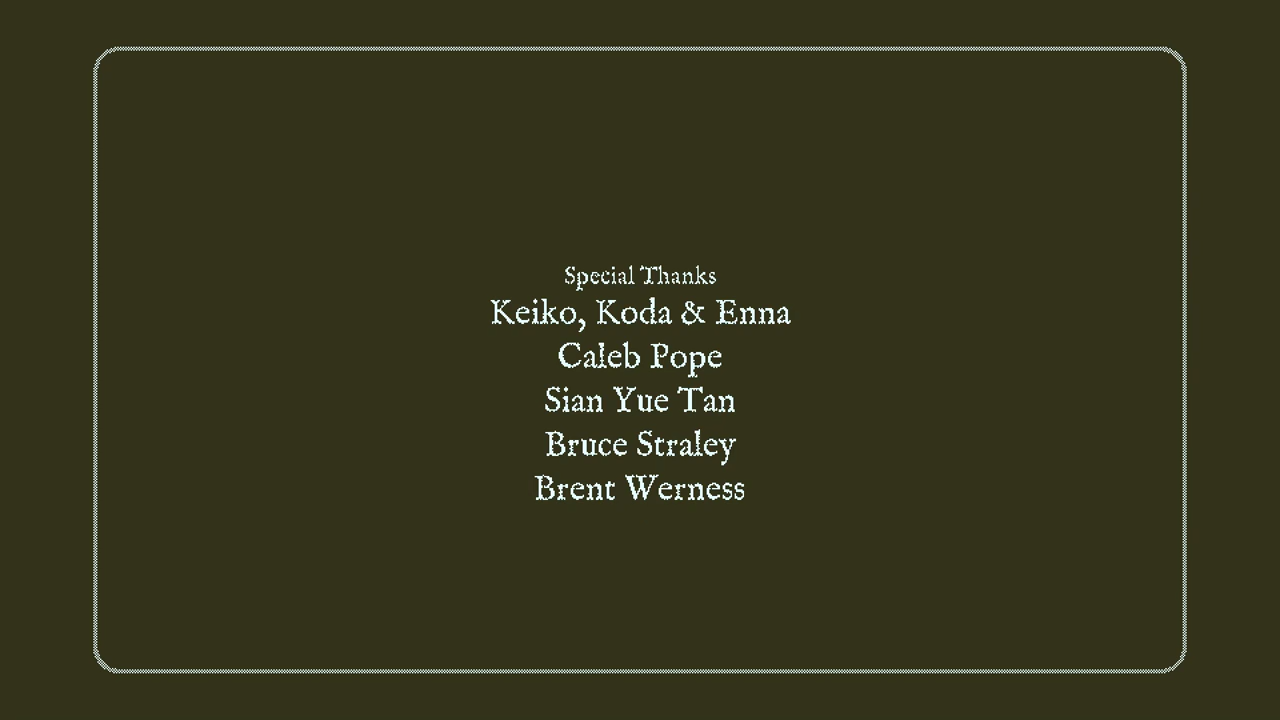 Special Thanks
Keiko, Koda & Enna
Caleb Pope
Sian Yue Tan
Bruce Straley
Brent Werness